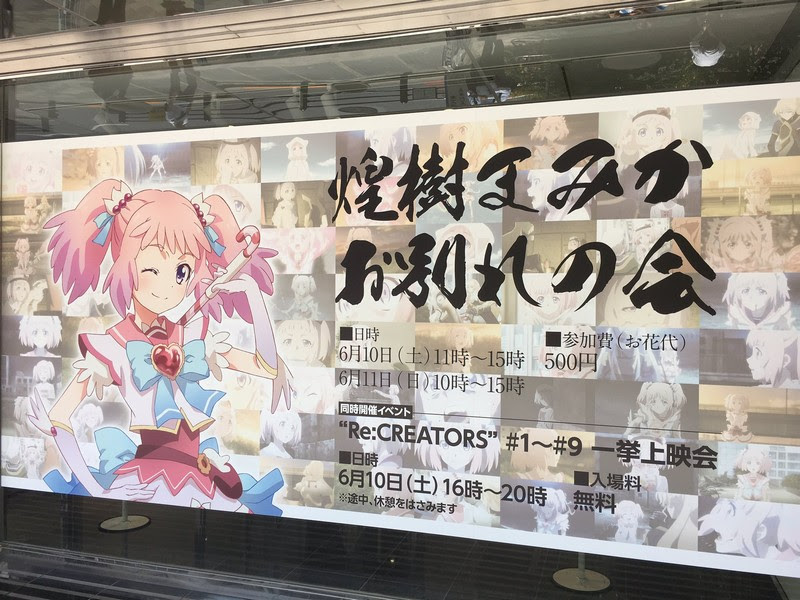 煌樹まみか
お別れの会
■日時
6月10日（土）11時〜15時
6月11日（日）10時〜15時
■参加費（お花代）
500円
同時開催イベント
“Re:CREATORS” #1〜#9 一挙上映会
■日時
6月10日（土）16時〜20時
※途中、休憩をはさみます
■入場料
無料